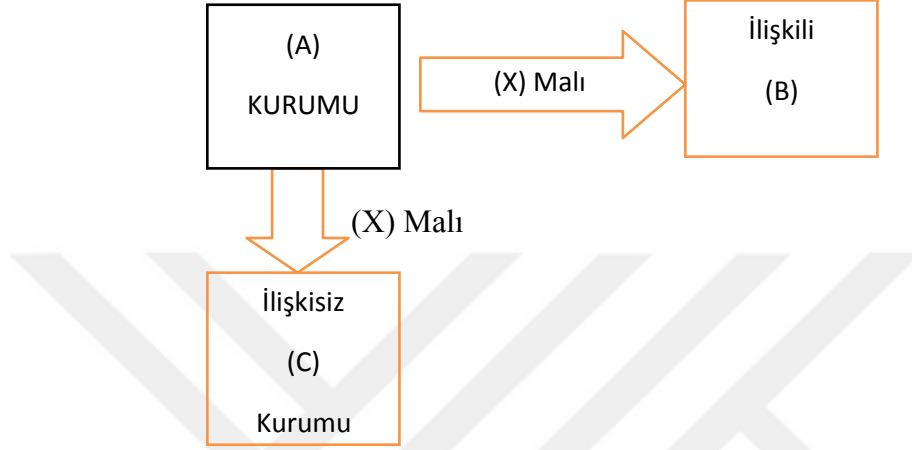 (A)
KURUMU
(X) Malı
İlişkili
(B)
(X) Malı
İlişkisiz
(C)
Kurumu